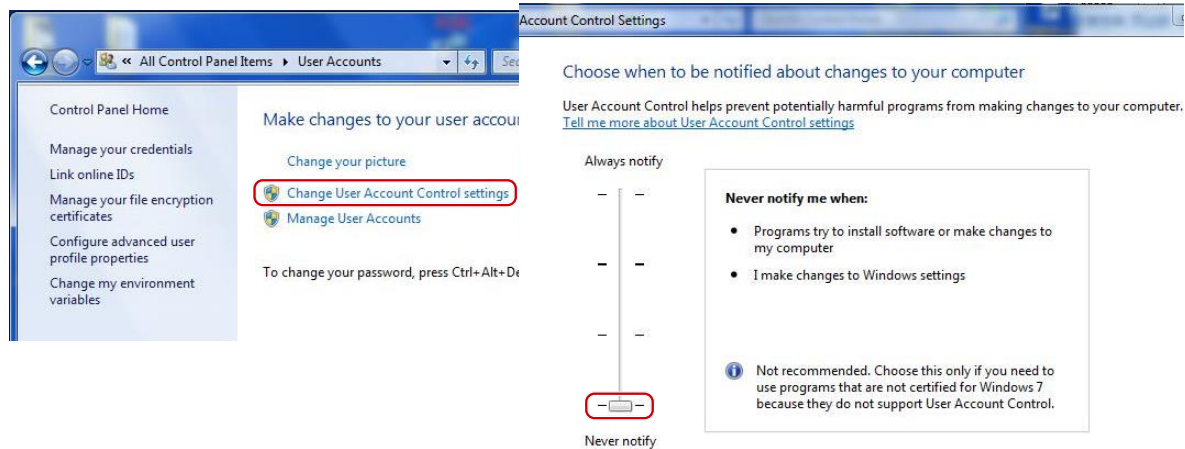 « All Control Panel Items ▸ User Accounts
Control Panel Home
Manage your credentials
Link online IDs
Manage your file encryption
certificates
Configure advanced user
profile properties
Change my environment
variables
Make changes to your user accou
Change your picture
Change User Account Control settings
Manage User Accounts
To change your password, press Ctrl+Alt+De
Account Control Settings
Choose when to be notified about changes to your computer
User Account Control helps prevent potentially harmful programs from making changes to your computer.
Tell me more about User Account Control settings
Always notify
Never notify me when:
• Programs try to install software or make changes to
my computer
• I make changes to Windows settings
Not recommended. Choose this only if you need to
use programs that are not certified for Windows 7
because they do not support User Account Control.
Never notify